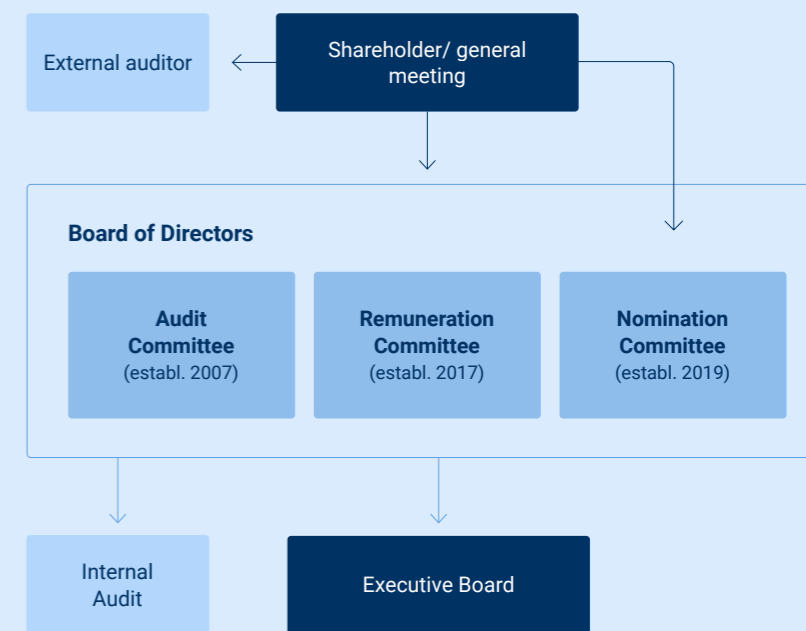 External auditor
Shareholder/ general
meeting
Board of Directors
Audit
Committee
(establ. 2007)
Remuneration
Committee
(establ. 2017)
Nomination
Committee
(establ. 2019)
Internal
Audit
Executive Board